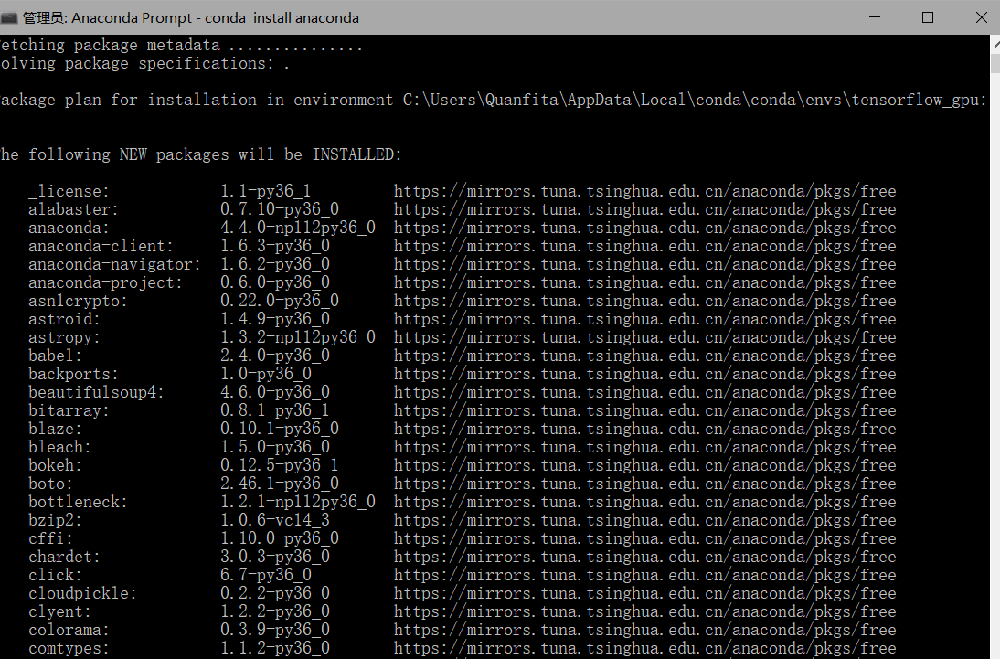 管理员: Anaconda Prompt - conda  install anaconda
etching package metadata ...............
olving package specifications: .
ackage plan for installation in environment C:\Users\Quanfita\AppData\Local\conda\conda\envs\tensorflow_gpu:
he following NEW packages will be INSTALLED:
_license: 1.1-py36_1 https://mirrors.tuna.tsinghua.edu.cn/anaconda/pkgs/free
alabaster: 0.7.10-py36_0 https://mirrors.tuna.tsinghua.edu.cn/anaconda/pkgs/free
anaconda: 4.4.0-np112py36_0 https://mirrors.tuna.tsinghua.edu.cn/anaconda/pkgs/free
anaconda-client: 1.6.3-py36_0 https://mirrors.tuna.tsinghua.edu.cn/anaconda/pkgs/free
anaconda-navigator: 1.6.2-py36_0 https://mirrors.tuna.tsinghua.edu.cn/anaconda/pkgs/free
anaconda-project: 0.6.0-py36_0 https://mirrors.tuna.tsinghua.edu.cn/anaconda/pkgs/free
asn1crypto: 0.22.0-py36_0 https://mirrors.tuna.tsinghua.edu.cn/anaconda/pkgs/free
astroid: 1.4.9-py36_0 https://mirrors.tuna.tsinghua.edu.cn/anaconda/pkgs/free
astropy: 1.3.2-np112py36_0 https://mirrors.tuna.tsinghua.edu.cn/anaconda/pkgs/free
babel: 2.4.0-py36_0 https://mirrors.tuna.tsinghua.edu.cn/anaconda/pkgs/free
backports: 1.0-py36_0 https://mirrors.tuna.tsinghua.edu.cn/anaconda/pkgs/free
beautifulsoup4: 4.6.0-py36_0 https://mirrors.tuna.tsinghua.edu.cn/anaconda/pkgs/free
bitarray: 0.8.1-py36_1 https://mirrors.tuna.tsinghua.edu.cn/anaconda/pkgs/free
blaze: 0.10.1-py36_0 https://mirrors.tuna.tsinghua.edu.cn/anaconda/pkgs/free
bleach: 1.5.0-py36_0 https://mirrors.tuna.tsinghua.edu.cn/anaconda/pkgs/free
bokeh: 0.12.5-py36_1 https://mirrors.tuna.tsinghua.edu.cn/anaconda/pkgs/free
boto: 2.46.1-py36_0 https://mirrors.tuna.tsinghua.edu.cn/anaconda/pkgs/free
bottleneck: 1.2.1-np112py36_0 https://mirrors.tuna.tsinghua.edu.cn/anaconda/pkgs/free
bzip2: 1.0.6-vc14_3 https://mirrors.tuna.tsinghua.edu.cn/anaconda/pkgs/free
cffi: 1.10.0-py36_0 https://mirrors.tuna.tsinghua.edu.cn/anaconda/pkgs/free
chardet: 3.0.3-py36_0 https://mirrors.tuna.tsinghua.edu.cn/anaconda/pkgs/free
click: 6.7-py36_0 https://mirrors.tuna.tsinghua.edu.cn/anaconda/pkgs/free
cloudpickle: 0.2.2-py36_0 https://mirrors.tuna.tsinghua.edu.cn/anaconda/pkgs/free
clyent: 1.2.2-py36_0 https://mirrors.tuna.tsinghua.edu.cn/anaconda/pkgs/free
colorama: 0.3.9-py36_0 https://mirrors.tuna.tsinghua.edu.cn/anaconda/pkgs/free
comtypes: 1.1.2-py36_0 https://mirrors.tuna.tsinghua.edu.cn/anaconda/pkgs/free